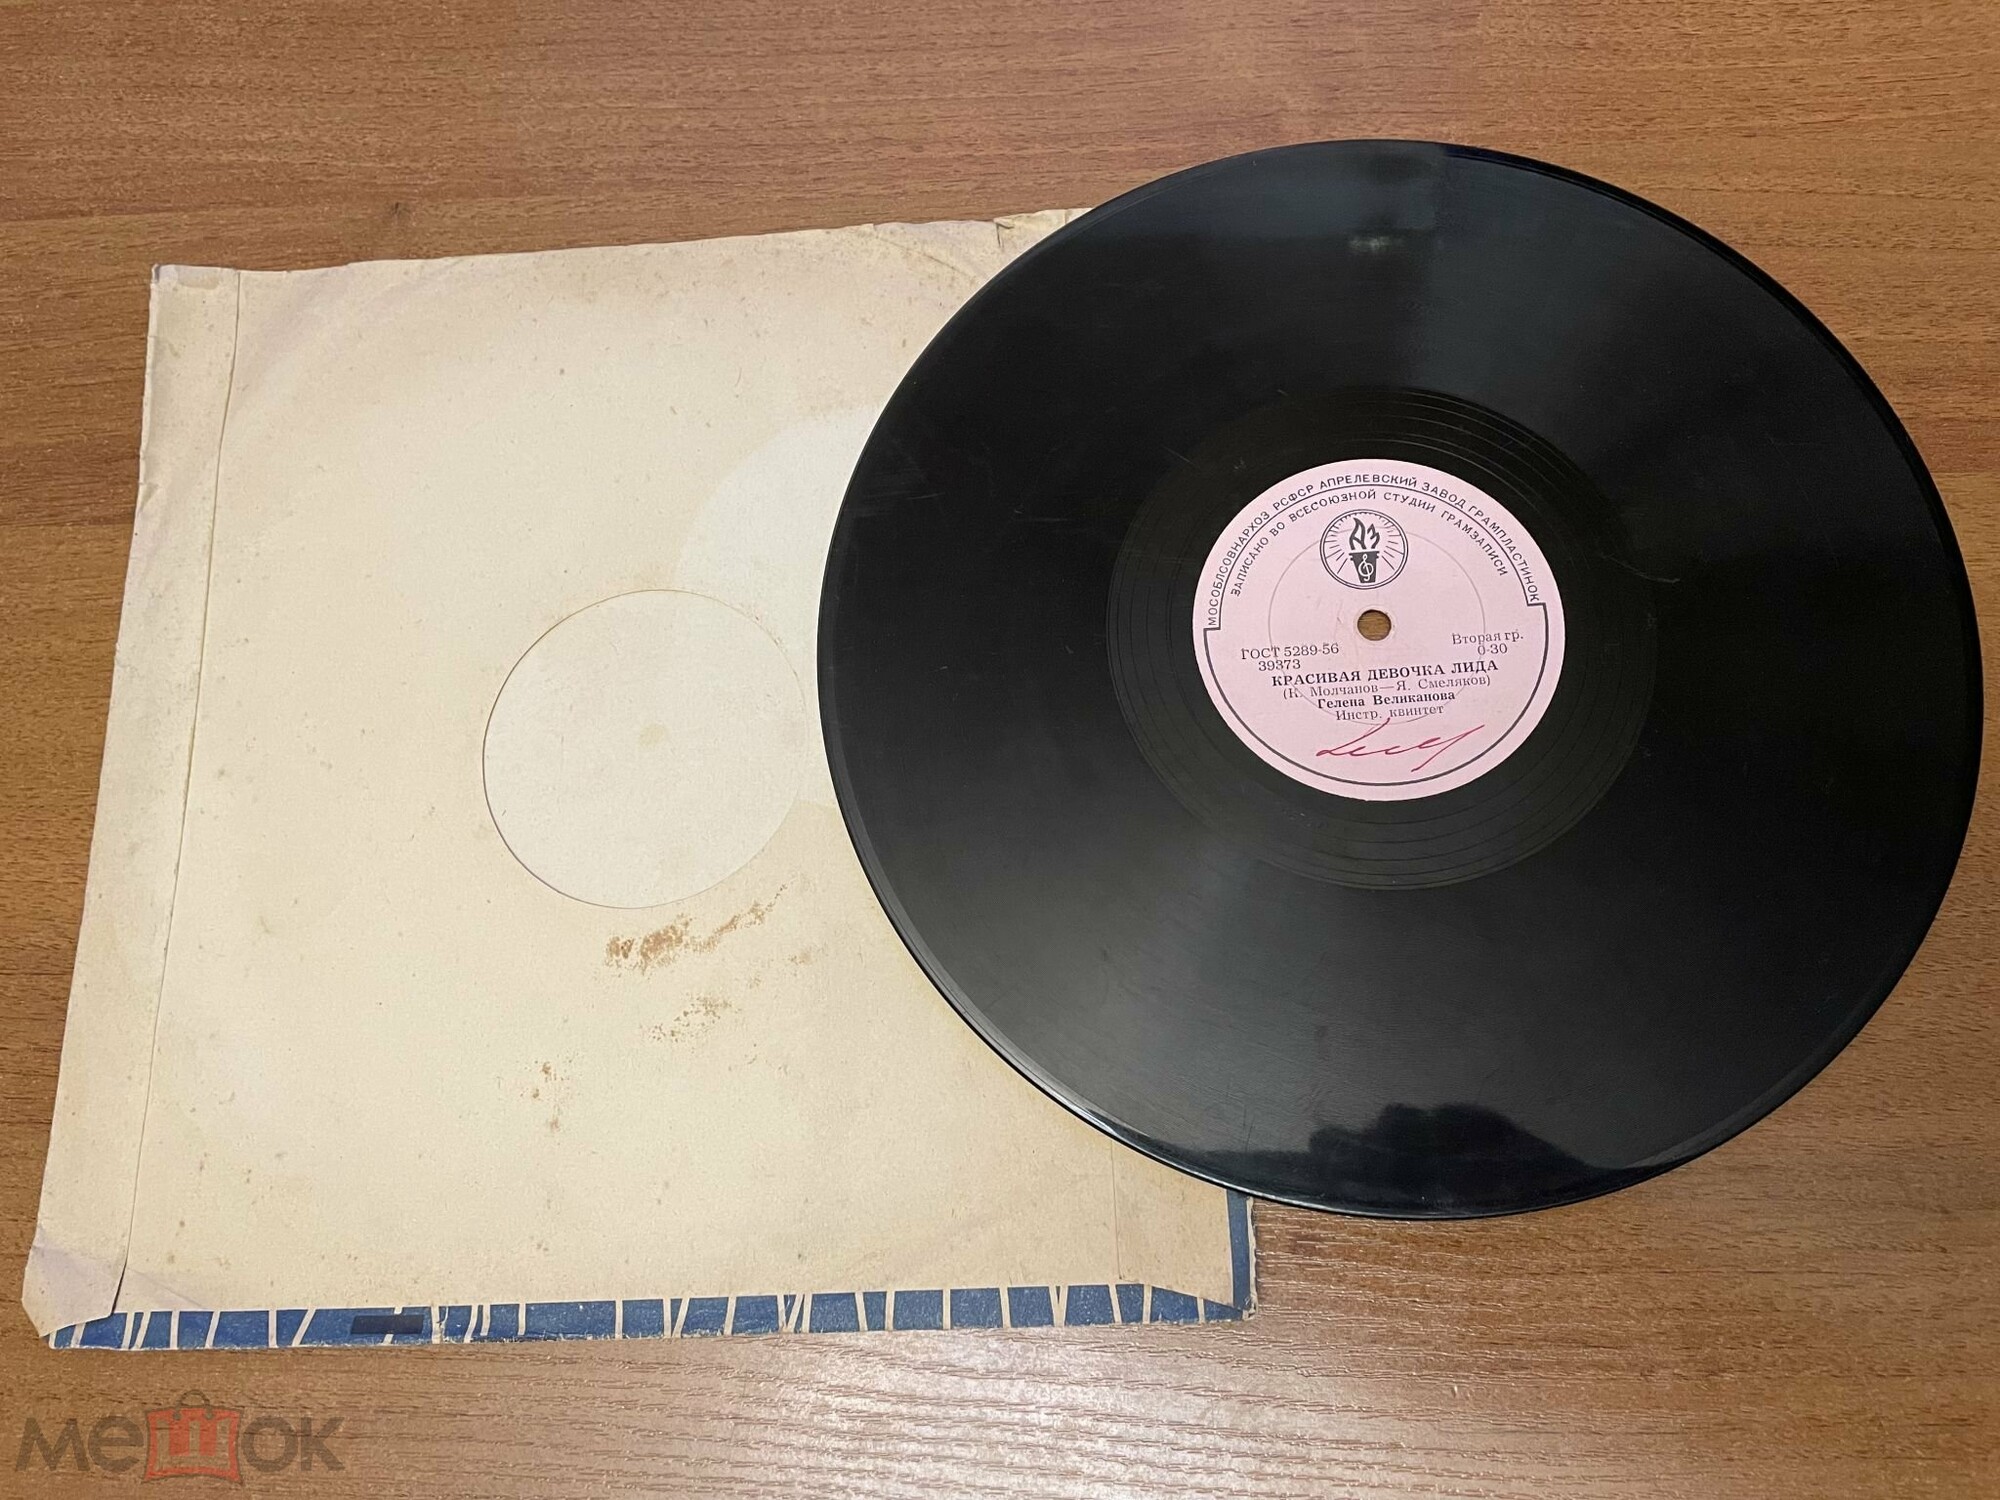 МОСОБЛСОВНАРХОЗ РСФСР АПРЕЛЕВСКИЙ ЗАВОД ГРАМПЛАСТИНОК
ЗАПИСАНО ВО ВСЕСОЮЗНОЙ СТУДИИ ГРАМЗАПИСИ
АЗ
ГОСТ 5289-56 Вторая гр.
39373 0-30
КРАСИВАЯ ДЕВОЧКА ЛИДА
(К. Молчанов—Я. Смеляков)
Гелена Великанова
Инстр. квинтет
мешок